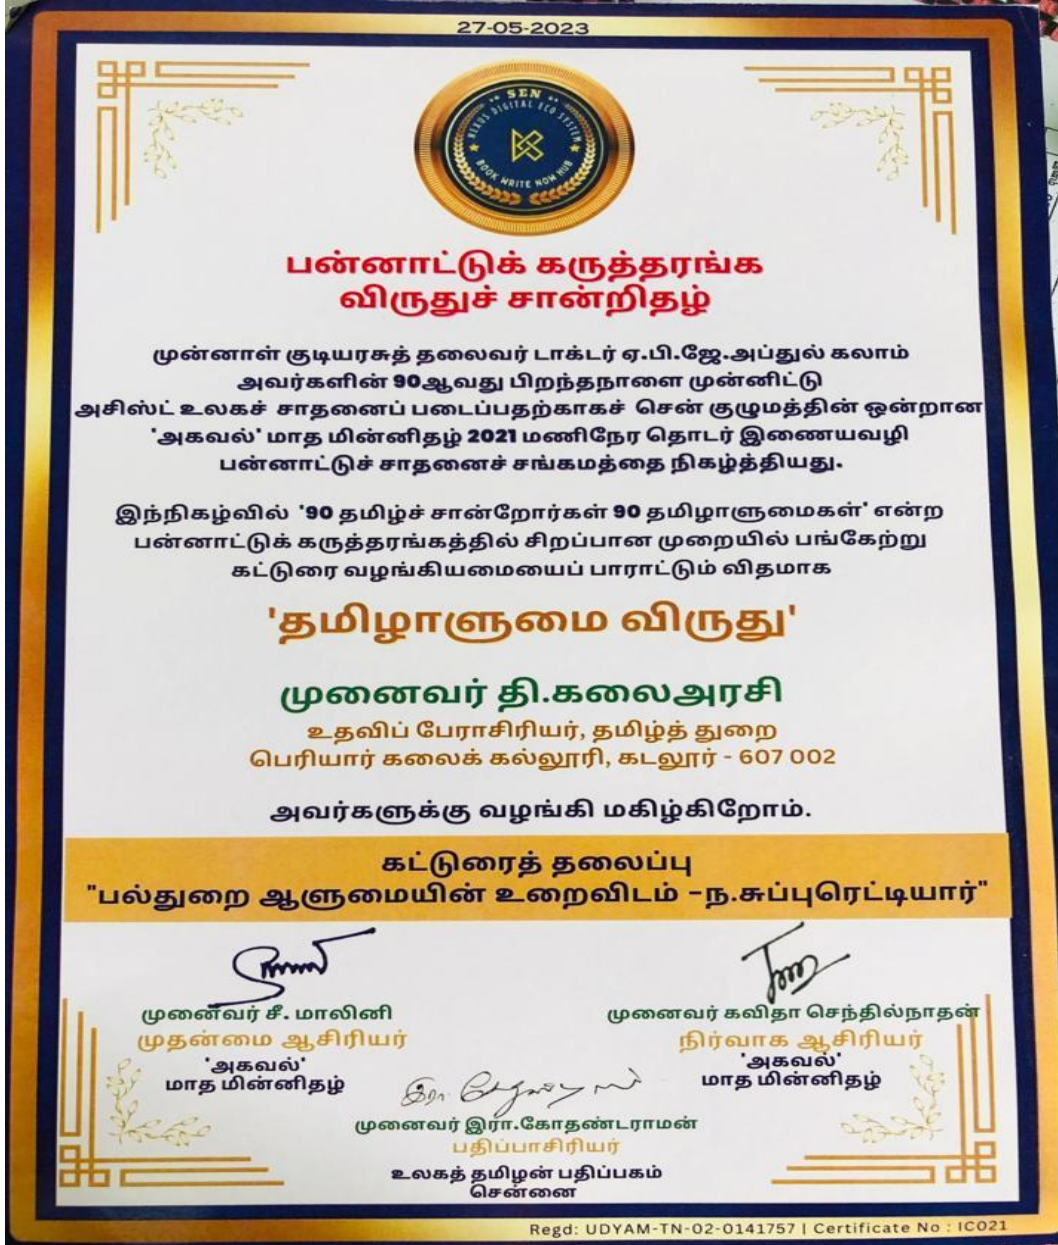 27-05-2023
SEN
NEXUS DIGITAL ECO SYSTEM
BOOK WRITE NOW HUB
பன்னாட்டுக் கருத்தரங்க
விருதுச் சான்றிதழ்
முன்னாள் குடியரசுத் தலைவர் டாக்டர் ஏ.பி.ஜே.அப்துல் கலாம்
அவர்களின் 90ஆவது பிறந்தநாளை முன்னிட்டு
அசிஸ்ட் உலகச் சாதனைப் படைப்பதற்காகச் சென் குழுமத்தின் ஒன்றான
'அகவல்' மாத மின்னிதழ் 2021 மணிநேர தொடர் இணையவழி
பன்னாட்டுச் சாதனைச் சங்கமத்தை நிகழ்த்தியது.
இந்நிகழ்வில் '90 தமிழ்ச் சான்றோர்கள் 90 தமிழாளுமைகள்' என்ற
பன்னாட்டுக் கருத்தரங்கத்தில் சிறப்பான முறையில் பங்கேற்று
கட்டுரை வழங்கியமையைப் பாராட்டும் விதமாக
'தமிழாளுமை விருது'
முனைவர் தி.கலைஅரசி
உதவிப் பேராசிரியர், தமிழ்த் துறை
பெரியார் கலைக் கல்லூரி, கடலூர் - 607 002
அவர்களுக்கு வழங்கி மகிழ்கிறோம்.
கட்டுரைத் தலைப்பு
"பல்துறை ஆளுமையின் உறைவிடம் –ந.சுப்புரெட்டியார்"
முனைவர் சீ. மாலினி
முதன்மை ஆசிரியர்
'அகவல்'
மாத மின்னிதழ்
முனைவர் கவிதா செந்தில்நாதன்
நிர்வாக ஆசிரியர்
'அகவல்'
மாத மின்னிதழ்
முனைவர் இரா.கோதண்டராமன்
பதிப்பாசிரியர்
உலகத் தமிழன் பதிப்பகம்
சென்னை
Regd: UDYAM-TN-02-0141757 | Certificate No : IC021